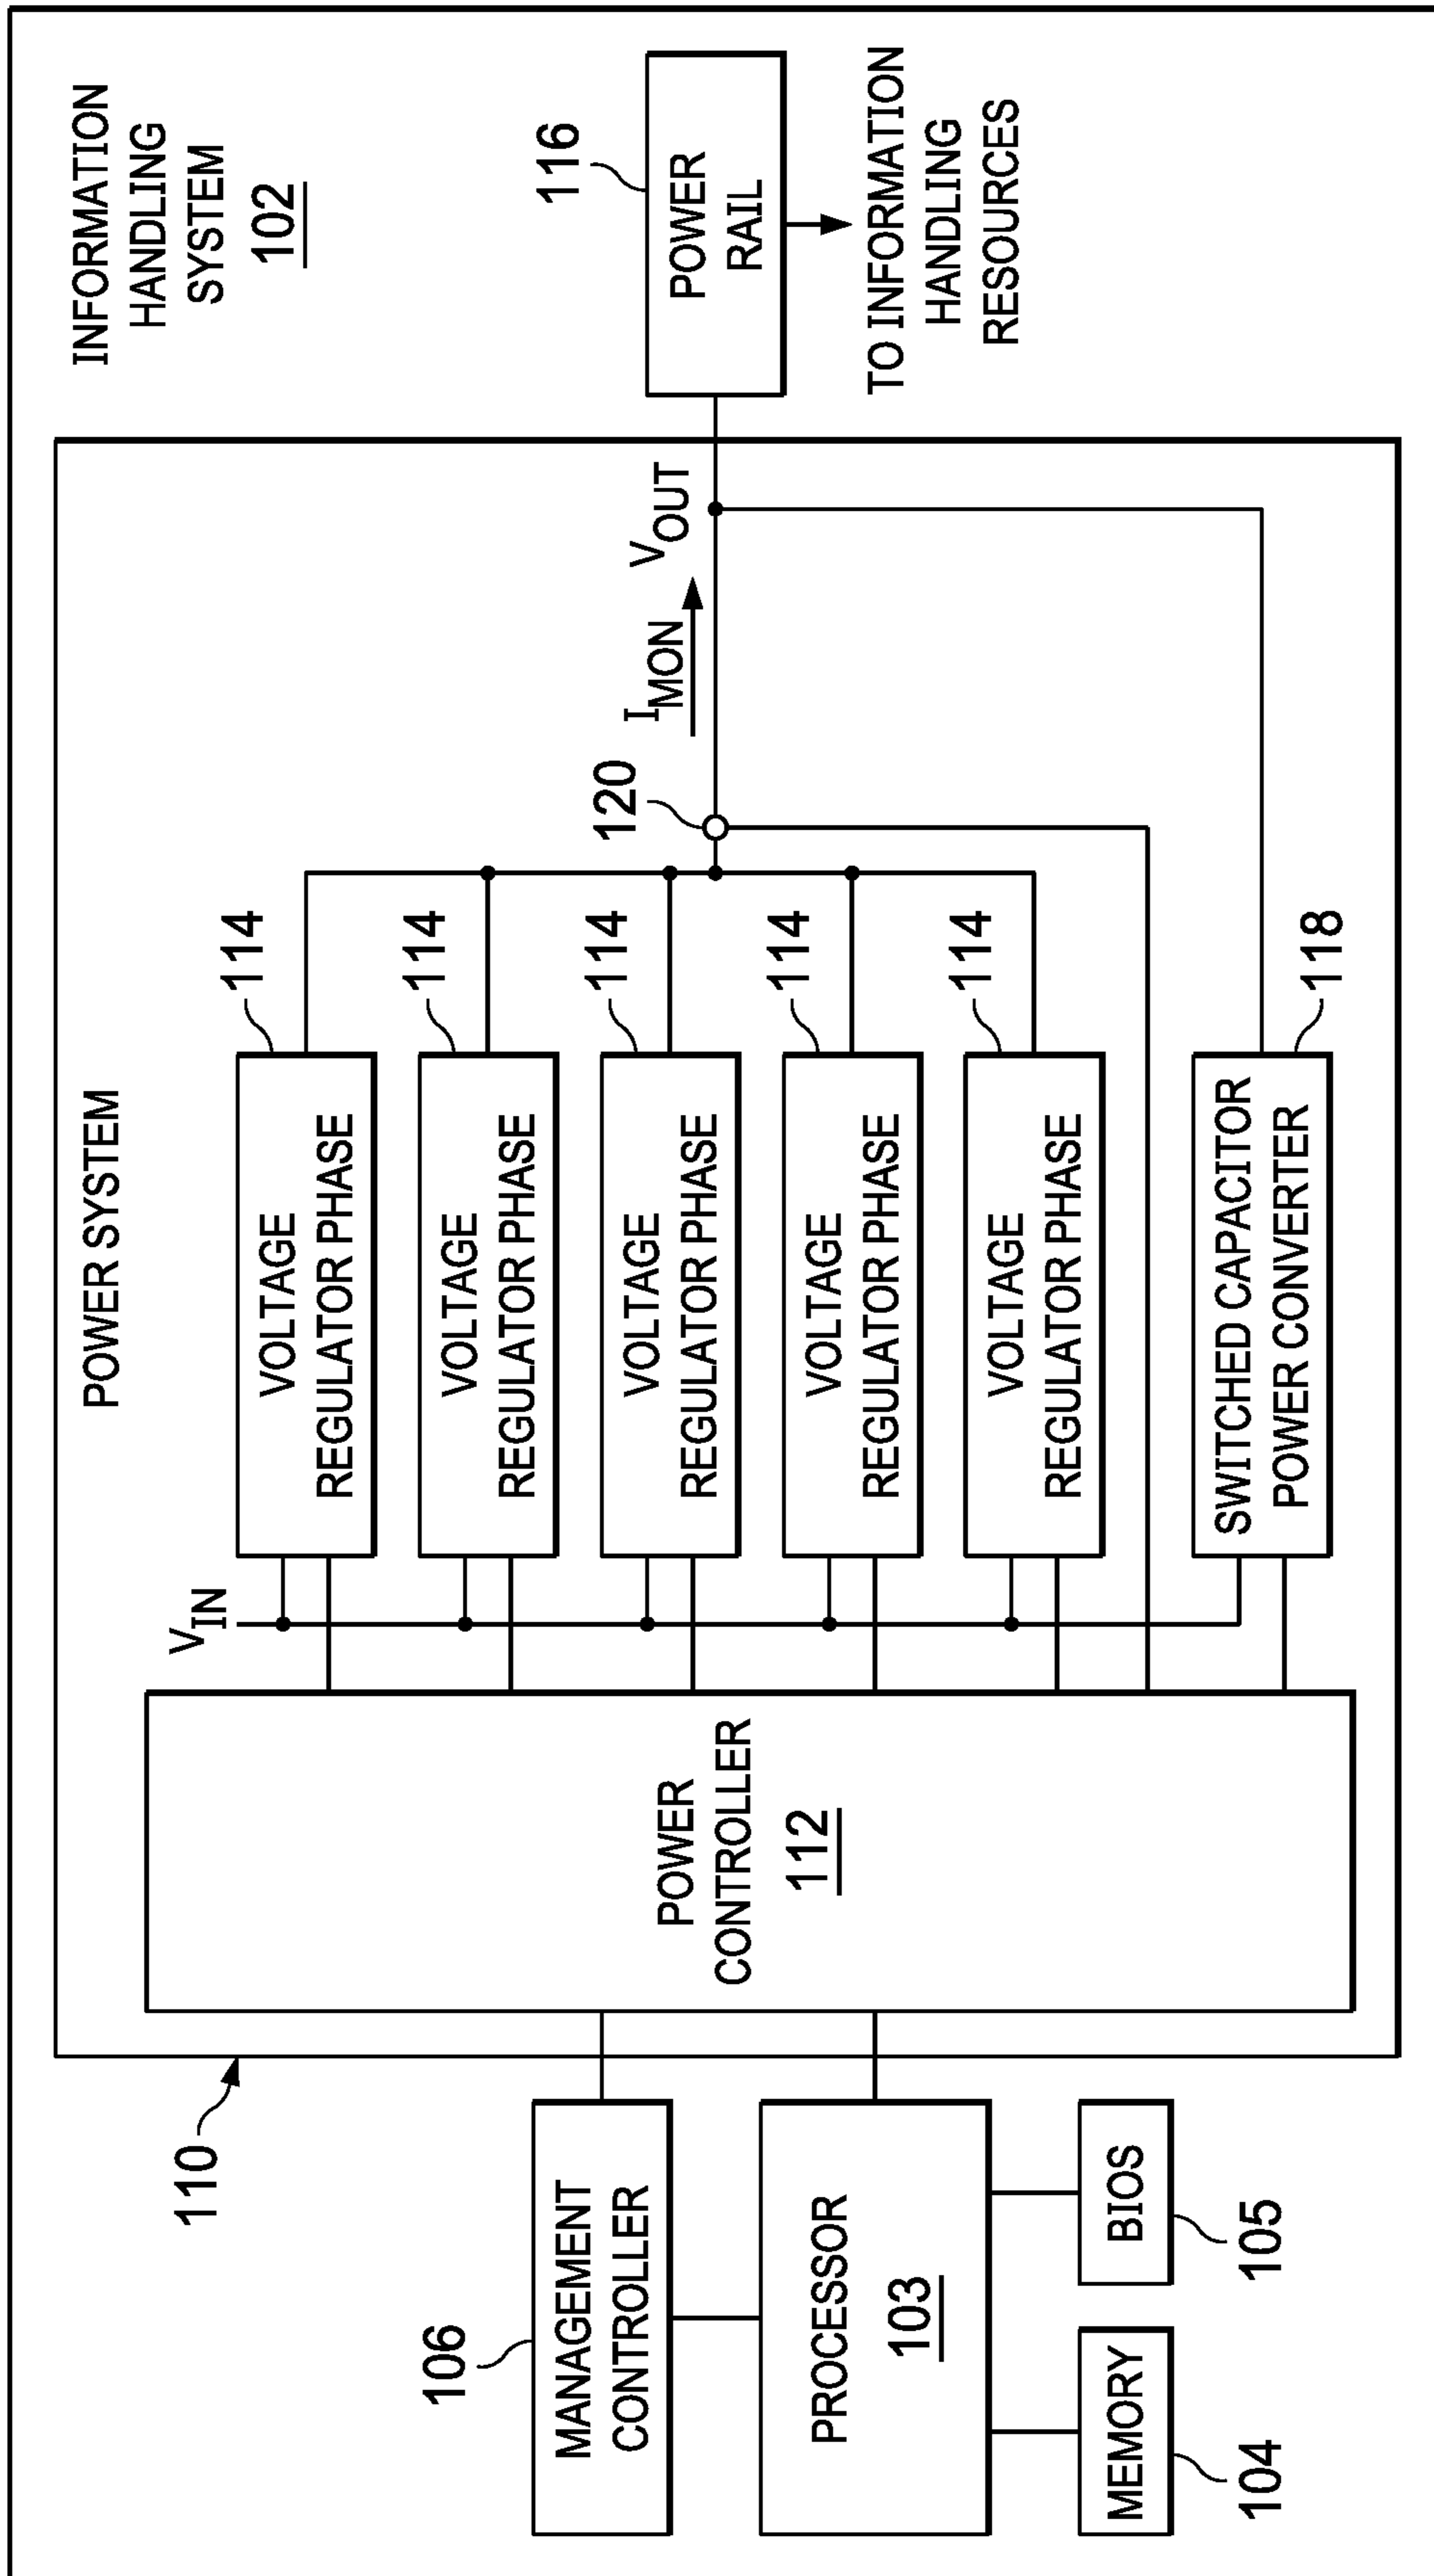 INFORMATION
HANDLING
SYSTEM
102
POWER SYSTEM
110
106
MANAGEMENT
CONTROLLER
PROCESSOR
103
MEMORY
104
BIOS
105
POWER
CONTROLLER
112
VIN
VOLTAGE
REGULATOR PHASE
114
VOLTAGE
REGULATOR PHASE
114
VOLTAGE
REGULATOR PHASE
114
VOLTAGE
REGULATOR PHASE
114
VOLTAGE
REGULATOR PHASE
114
SWITCHED CAPACITOR
POWER CONVERTER
118
120
IMON
VOUT
116
POWER
RAIL
TO INFORMATION
HANDLING
RESOURCES